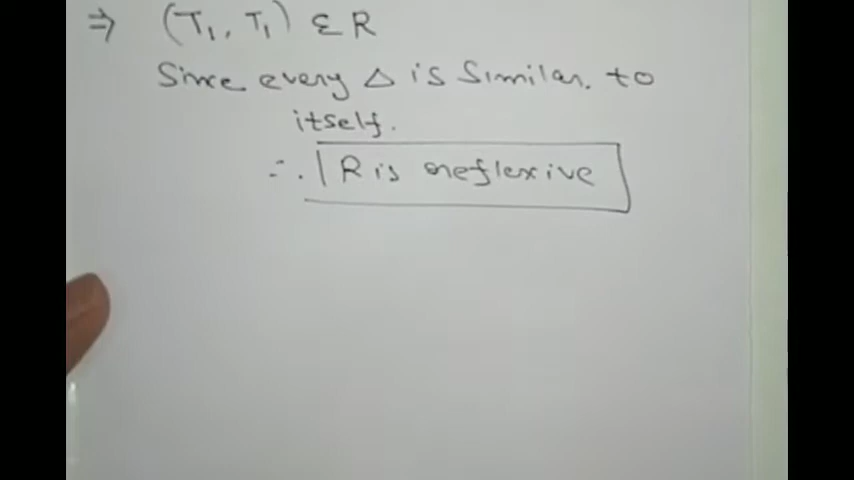 ⇒ (T₁, T₁) ∈ R
Since every △ is similar. to
itself.
∴ R is reflexive